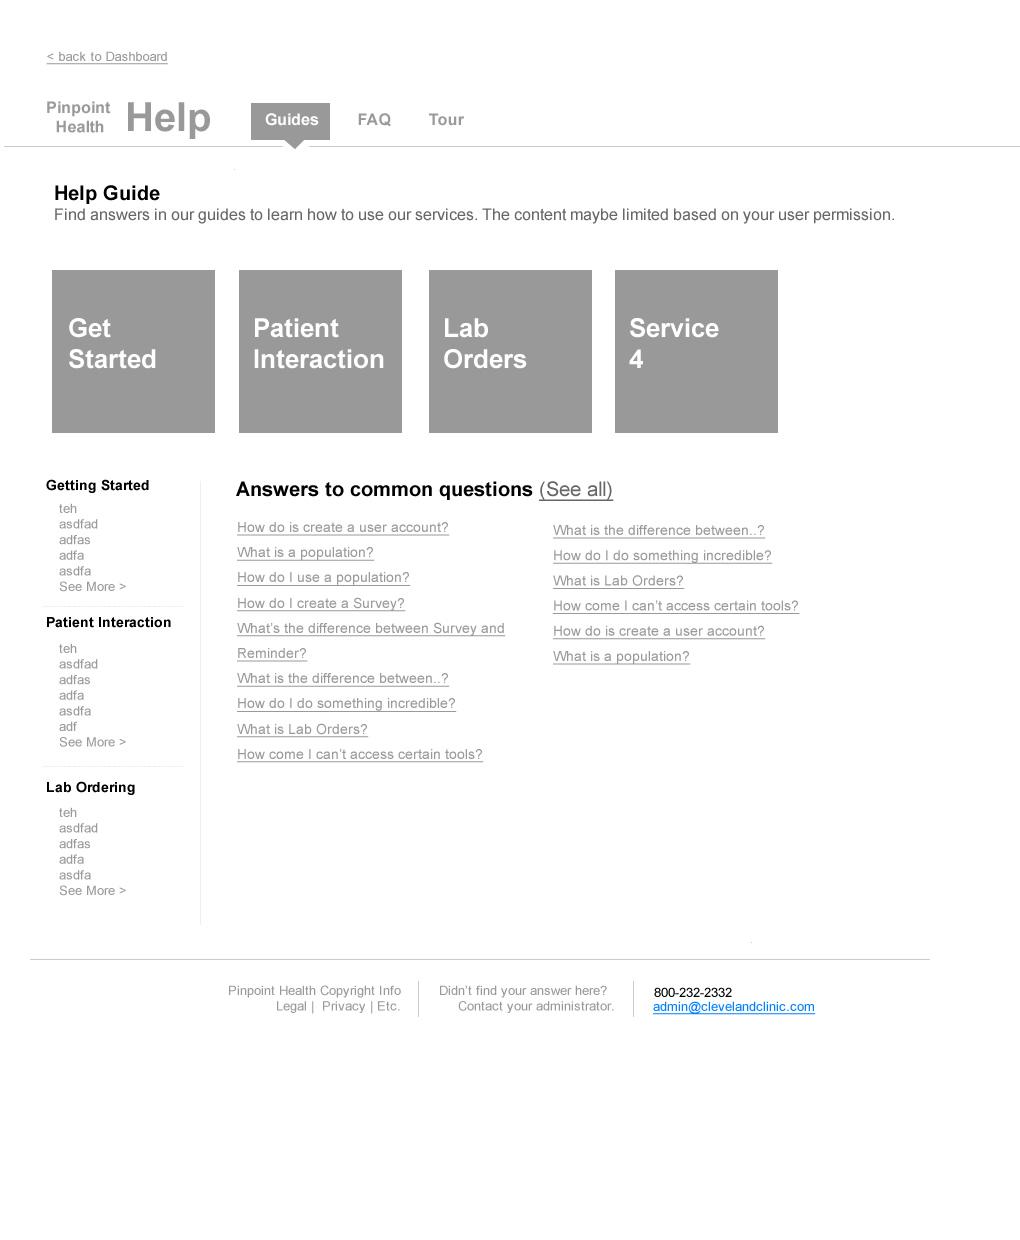 < back to Dashboard
Pinpoint
Health
Help
Guides
FAQ
Tour
Help Guide
Find answers in our guides to learn how to use our services. The content maybe limited based on your user permission.
Get
Started
Patient
Interaction
Lab
Orders
Service
4
Getting Started
teh
asdfad
adfas
adfa
asdfa
See More >
Patient Interaction
teh
asdfad
adfas
adfa
asdfa
adf
See More >
Lab Ordering
teh
asdfad
adfas
adfa
asdfa
See More >
Answers to common questions (See all)
How do is create a user account?
What is a population?
How do I use a population?
How do I create a Survey?
What's the difference between Survey and
Reminder?
What is the difference between..?
How do I do something incredible?
What is Lab Orders?
How come I can't access certain tools?
What is the difference between..?
How do I do something incredible?
What is Lab Orders?
How come I can't access certain tools?
How do is create a user account?
What is a population?
Pinpoint Health Copyright Info
Legal |  Privacy | Etc.
Didn't find your answer here?
Contact your administrator.
800-232-2332
admin@clevelandclinic.com